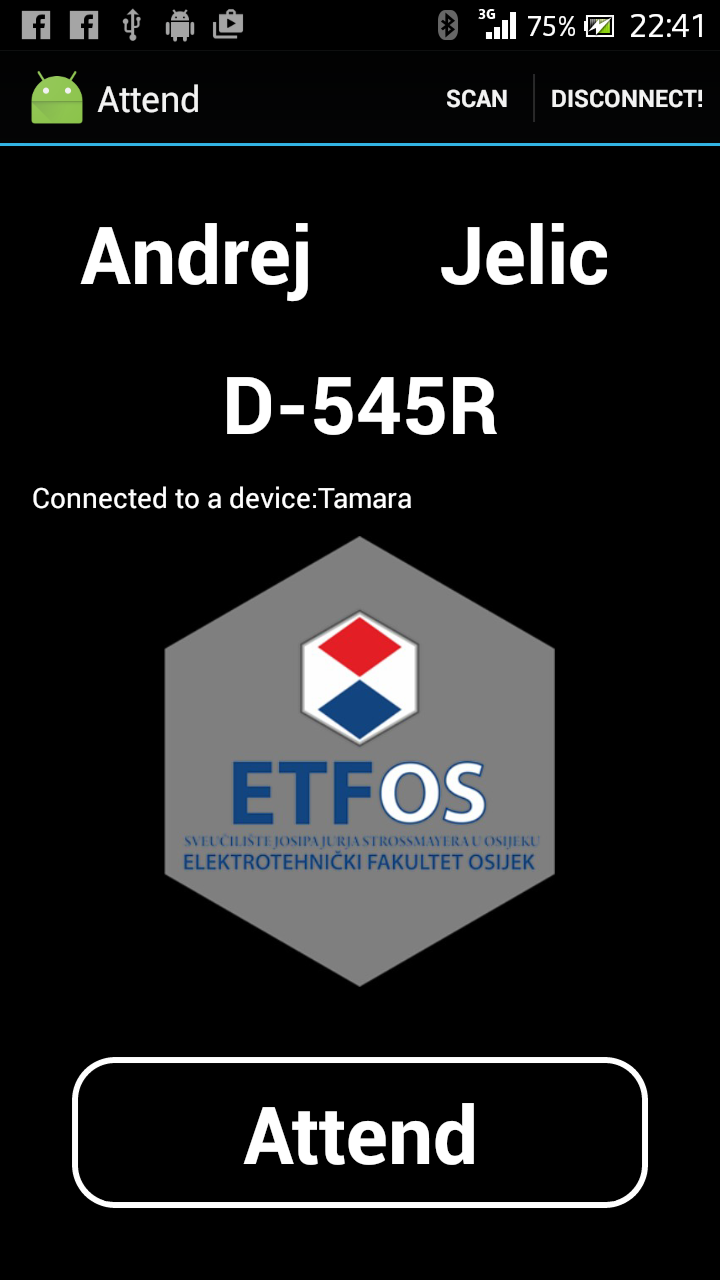 3G 75% 22:41
Attend SCAN DISCONNECT!
Andrej Jelic
D-545R
Connected to a device:Tamara
ETFOS
SVEUČILIŠTE JOSIPA JURJA STROSSMAYERA U OSIJEKU
ELEKTROTEHNIČKI FAKULTET OSIJEK
Attend